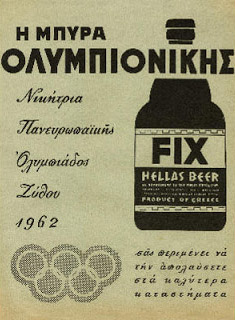 Η ΜΠΥΡΑ
ΟΛΥΜΠΙΟΝΙΚΗΣ
Νικήτρια
Πανευρωπαϊκῆς
Ὀλυμπιάδος
Ζύθου
1962
FIX
HELLAS BEER
PRODUCT OF GREECE
σᾶς περιμένει νά
τήν ἀπολαύσετε
στά καλύτερα
καταστήματα